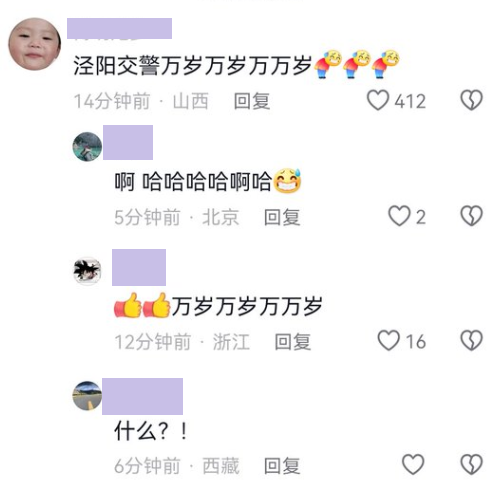 泾阳交警万岁万岁万万岁
14分钟前 · 山西 回复 412
啊 哈哈哈哈啊哈
5分钟前 · 北京 回复 2
万岁万岁万万岁
12分钟前 · 浙江 回复 16
什么？！
6分钟前 · 西藏 回复